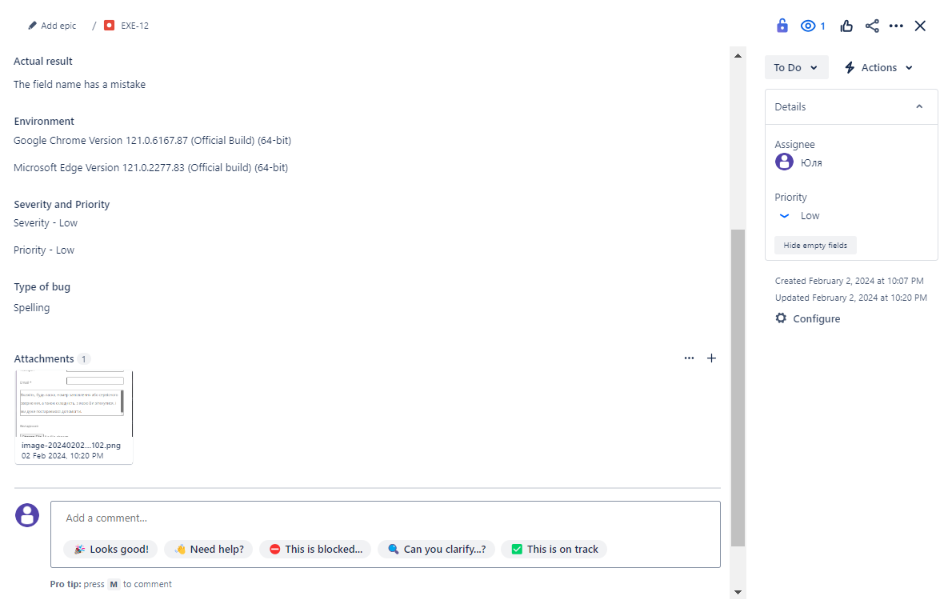 Add epic / EXE-12
1
Actual result
The field name has a mistake
Environment
Google Chrome Version 121.0.6167.87 (Official Build) (64-bit)
Microsoft Edge Version 121.0.2277.83 (Official build) (64-bit)
Severity and Priority
Severity - Low
Priority - Low
Type of bug
Spelling
Attachments 1
image-20240202...102.png
02 Feb 2024, 10:20 PM
Add a comment...
Looks good! Need help? This is blocked... Can you clarify...? This is on track
Pro tip: press M to comment
To Do
Actions
Details
Assignee
Юля
Priority
Low
Hide empty fields
Created February 2, 2024 at 10:07 PM
Updated February 2, 2024 at 10:20 PM
Configure